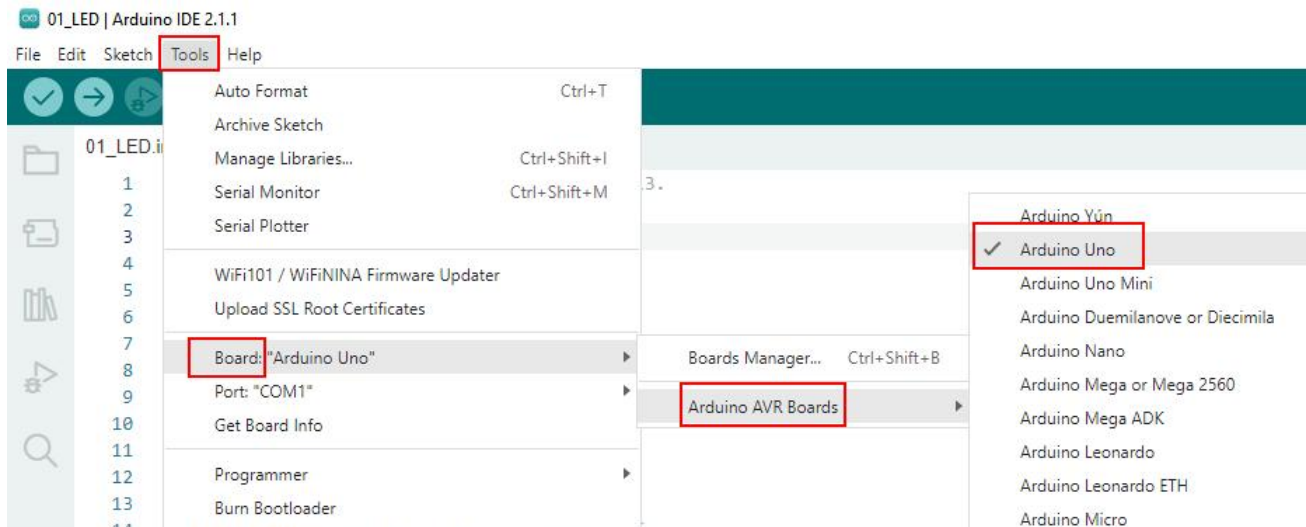 01_LED | Arduino IDE 2.1.1
File Edit Sketch Tools Help
Auto Format Ctrl+T
Archive Sketch
01_LED.i
Manage Libraries... Ctrl+Shift+I
1
Serial Monitor Ctrl+Shift+M
3.
2
Serial Plotter
3
4
WiFi101 / WiFiNINA Firmware Updater
5
Upload SSL Root Certificates
6
7
Board: "Arduino Uno"
8
Port: "COM1"
9
Get Board Info
10
11
Programmer
12
Burn Bootloader
13
Boards Manager... Ctrl+Shift+B
Arduino AVR Boards
Arduino Yún
Arduino Uno
Arduino Uno Mini
Arduino Duemilanove or Diecimila
Arduino Nano
Arduino Mega or Mega 2560
Arduino Mega ADK
Arduino Leonardo
Arduino Leonardo ETH
Arduino Micro